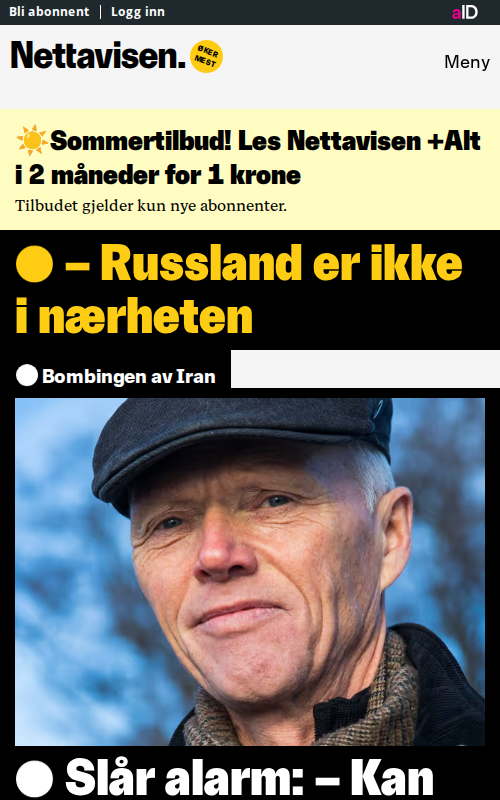 Bli abonnent | Logg inn
aID
Nettavisen.
ØKER
MEST
Meny
☀️Sommertilbud! Les Nettavisen +Alt
i 2 måneder for 1 krone
Tilbudet gjelder kun nye abonnenter.
– Russland er ikke
i nærheten
Bombingen av Iran
Slår alarm: – Kan